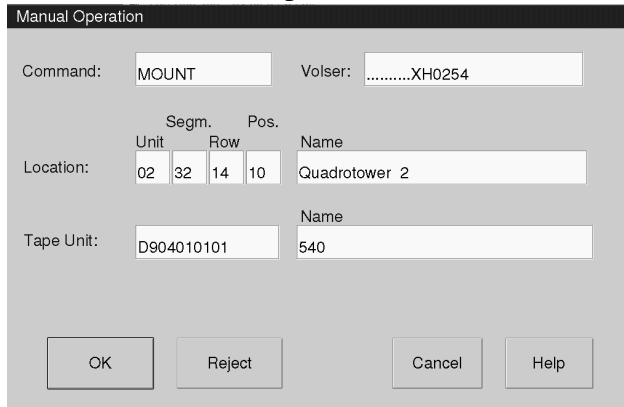 Manual Operation
Command: MOUNT Volser: ..........XH0254
Segm. Pos.
Unit Row Name
Location: 02 32 14 10 Quadrotower 2
Name
Tape Unit: D904010101 540
OK Reject Cancel Help